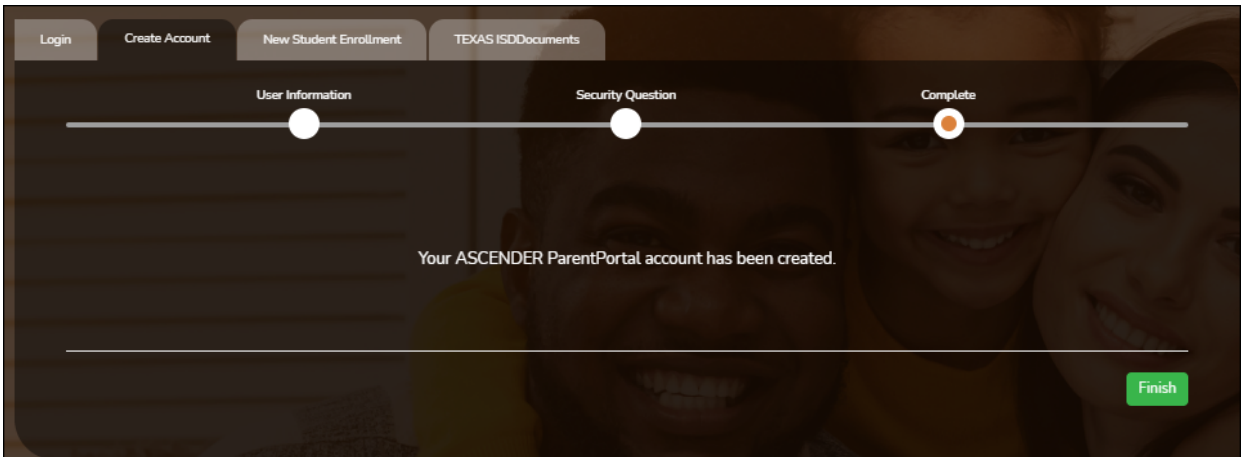 Login
Create Account
New Student Enrollment
TEXAS ISDDocuments
User Information
Security Question
Complete
Your ASCENDER ParentPortal account has been created.
Finish